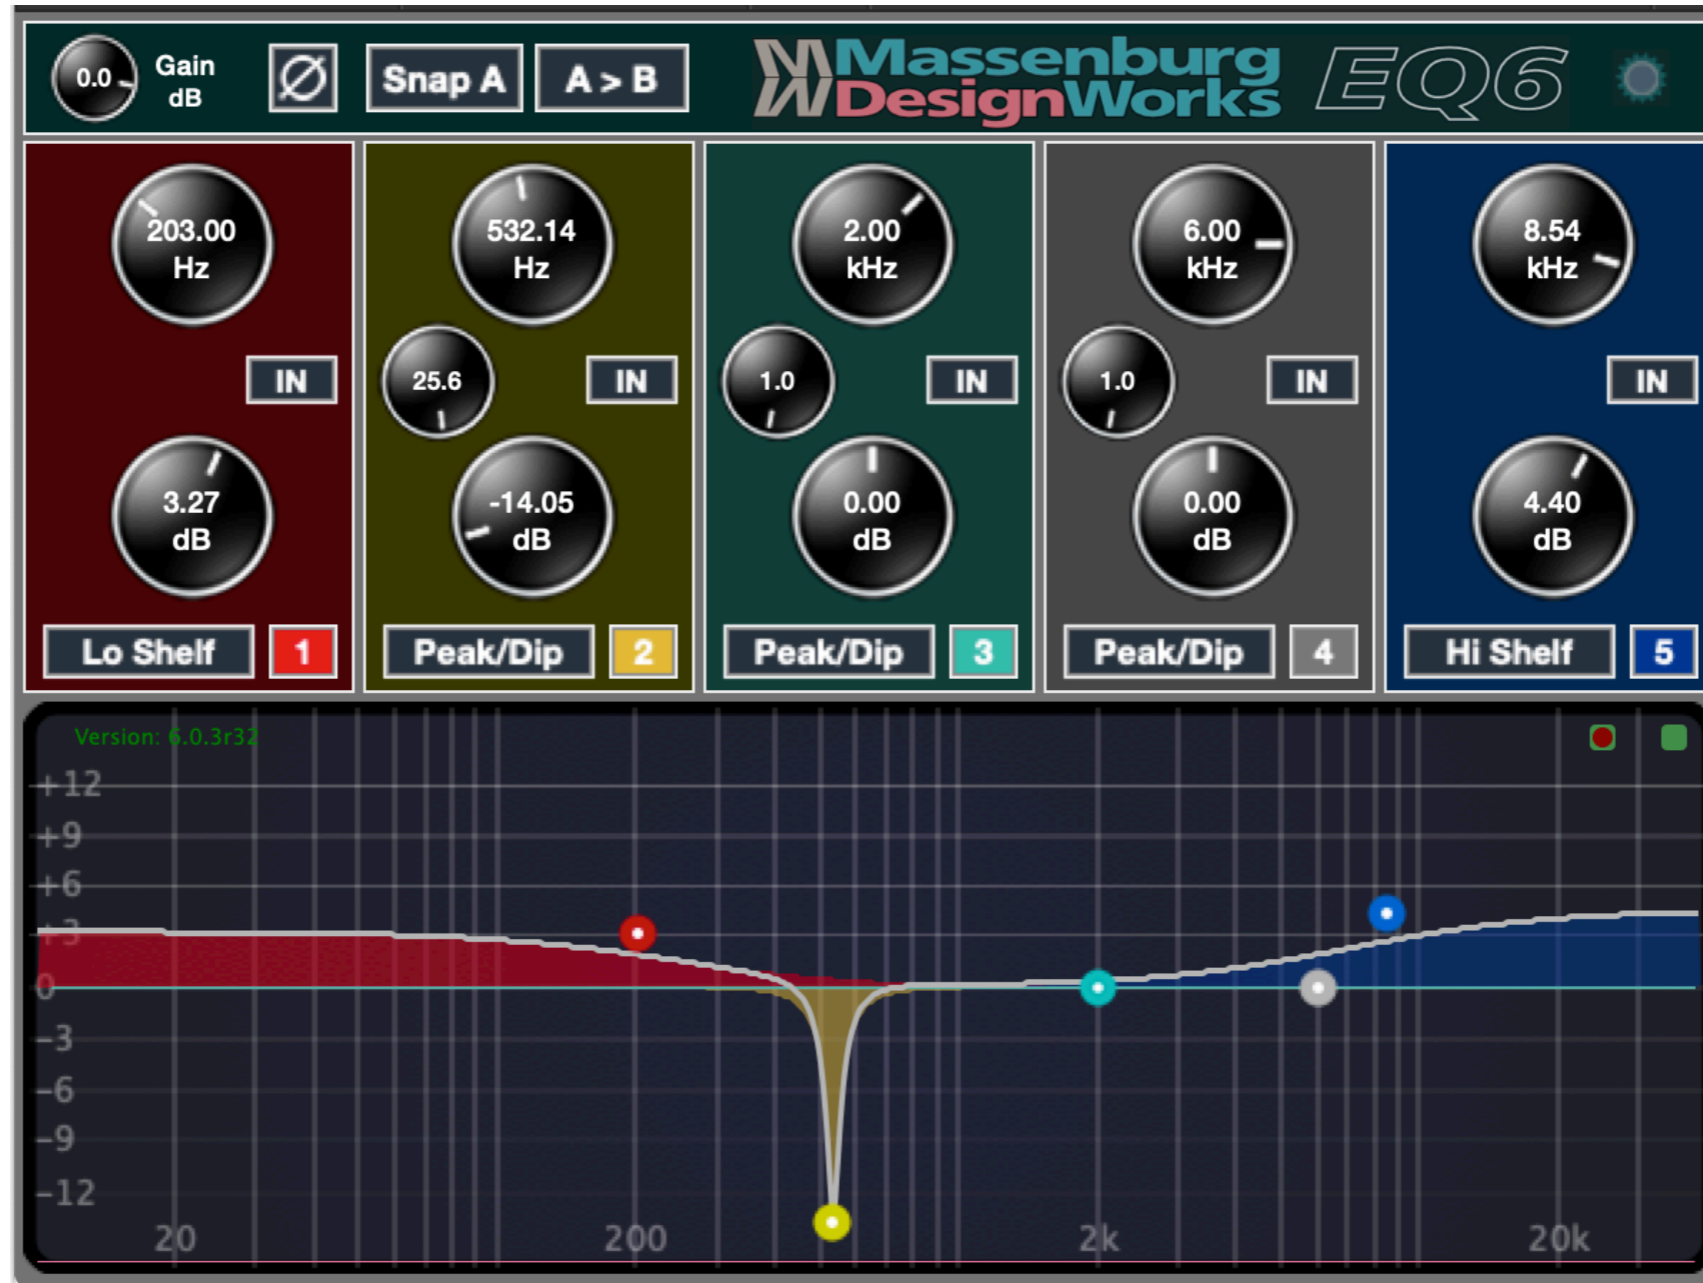 0.0
Gain
dB
Ø
Snap A
A > B
Massenburg
DesignWorks
EQ6
203.00
Hz
IN
3.27
dB
Lo Shelf
1
532.14
Hz
25.6
IN
-14.05
dB
Peak/Dip
2
2.00
kHz
1.0
IN
0.00
dB
Peak/Dip
3
6.00
kHz
1.0
IN
0.00
dB
Peak/Dip
4
8.54
kHz
IN
4.40
dB
Hi Shelf
5
Version: 6.0.3r32
+12
+9
+6
+3
0
-3
-6
-9
-12
20 200 2k 20k